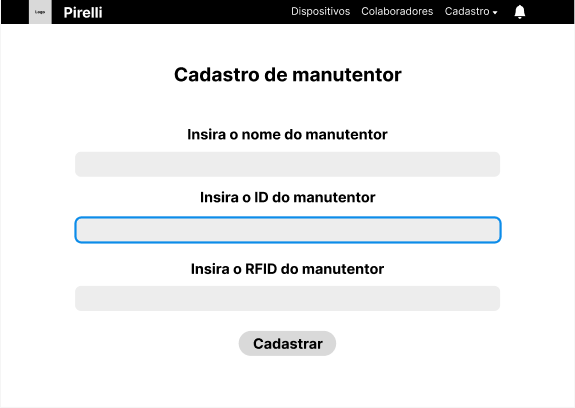 Logo
Pirelli
Dispositivos Colaboradores Cadastro
Cadastro de manutentor
Insira o nome do manutentor
Insira o ID do manutentor
Insira o RFID do manutentor
Cadastrar